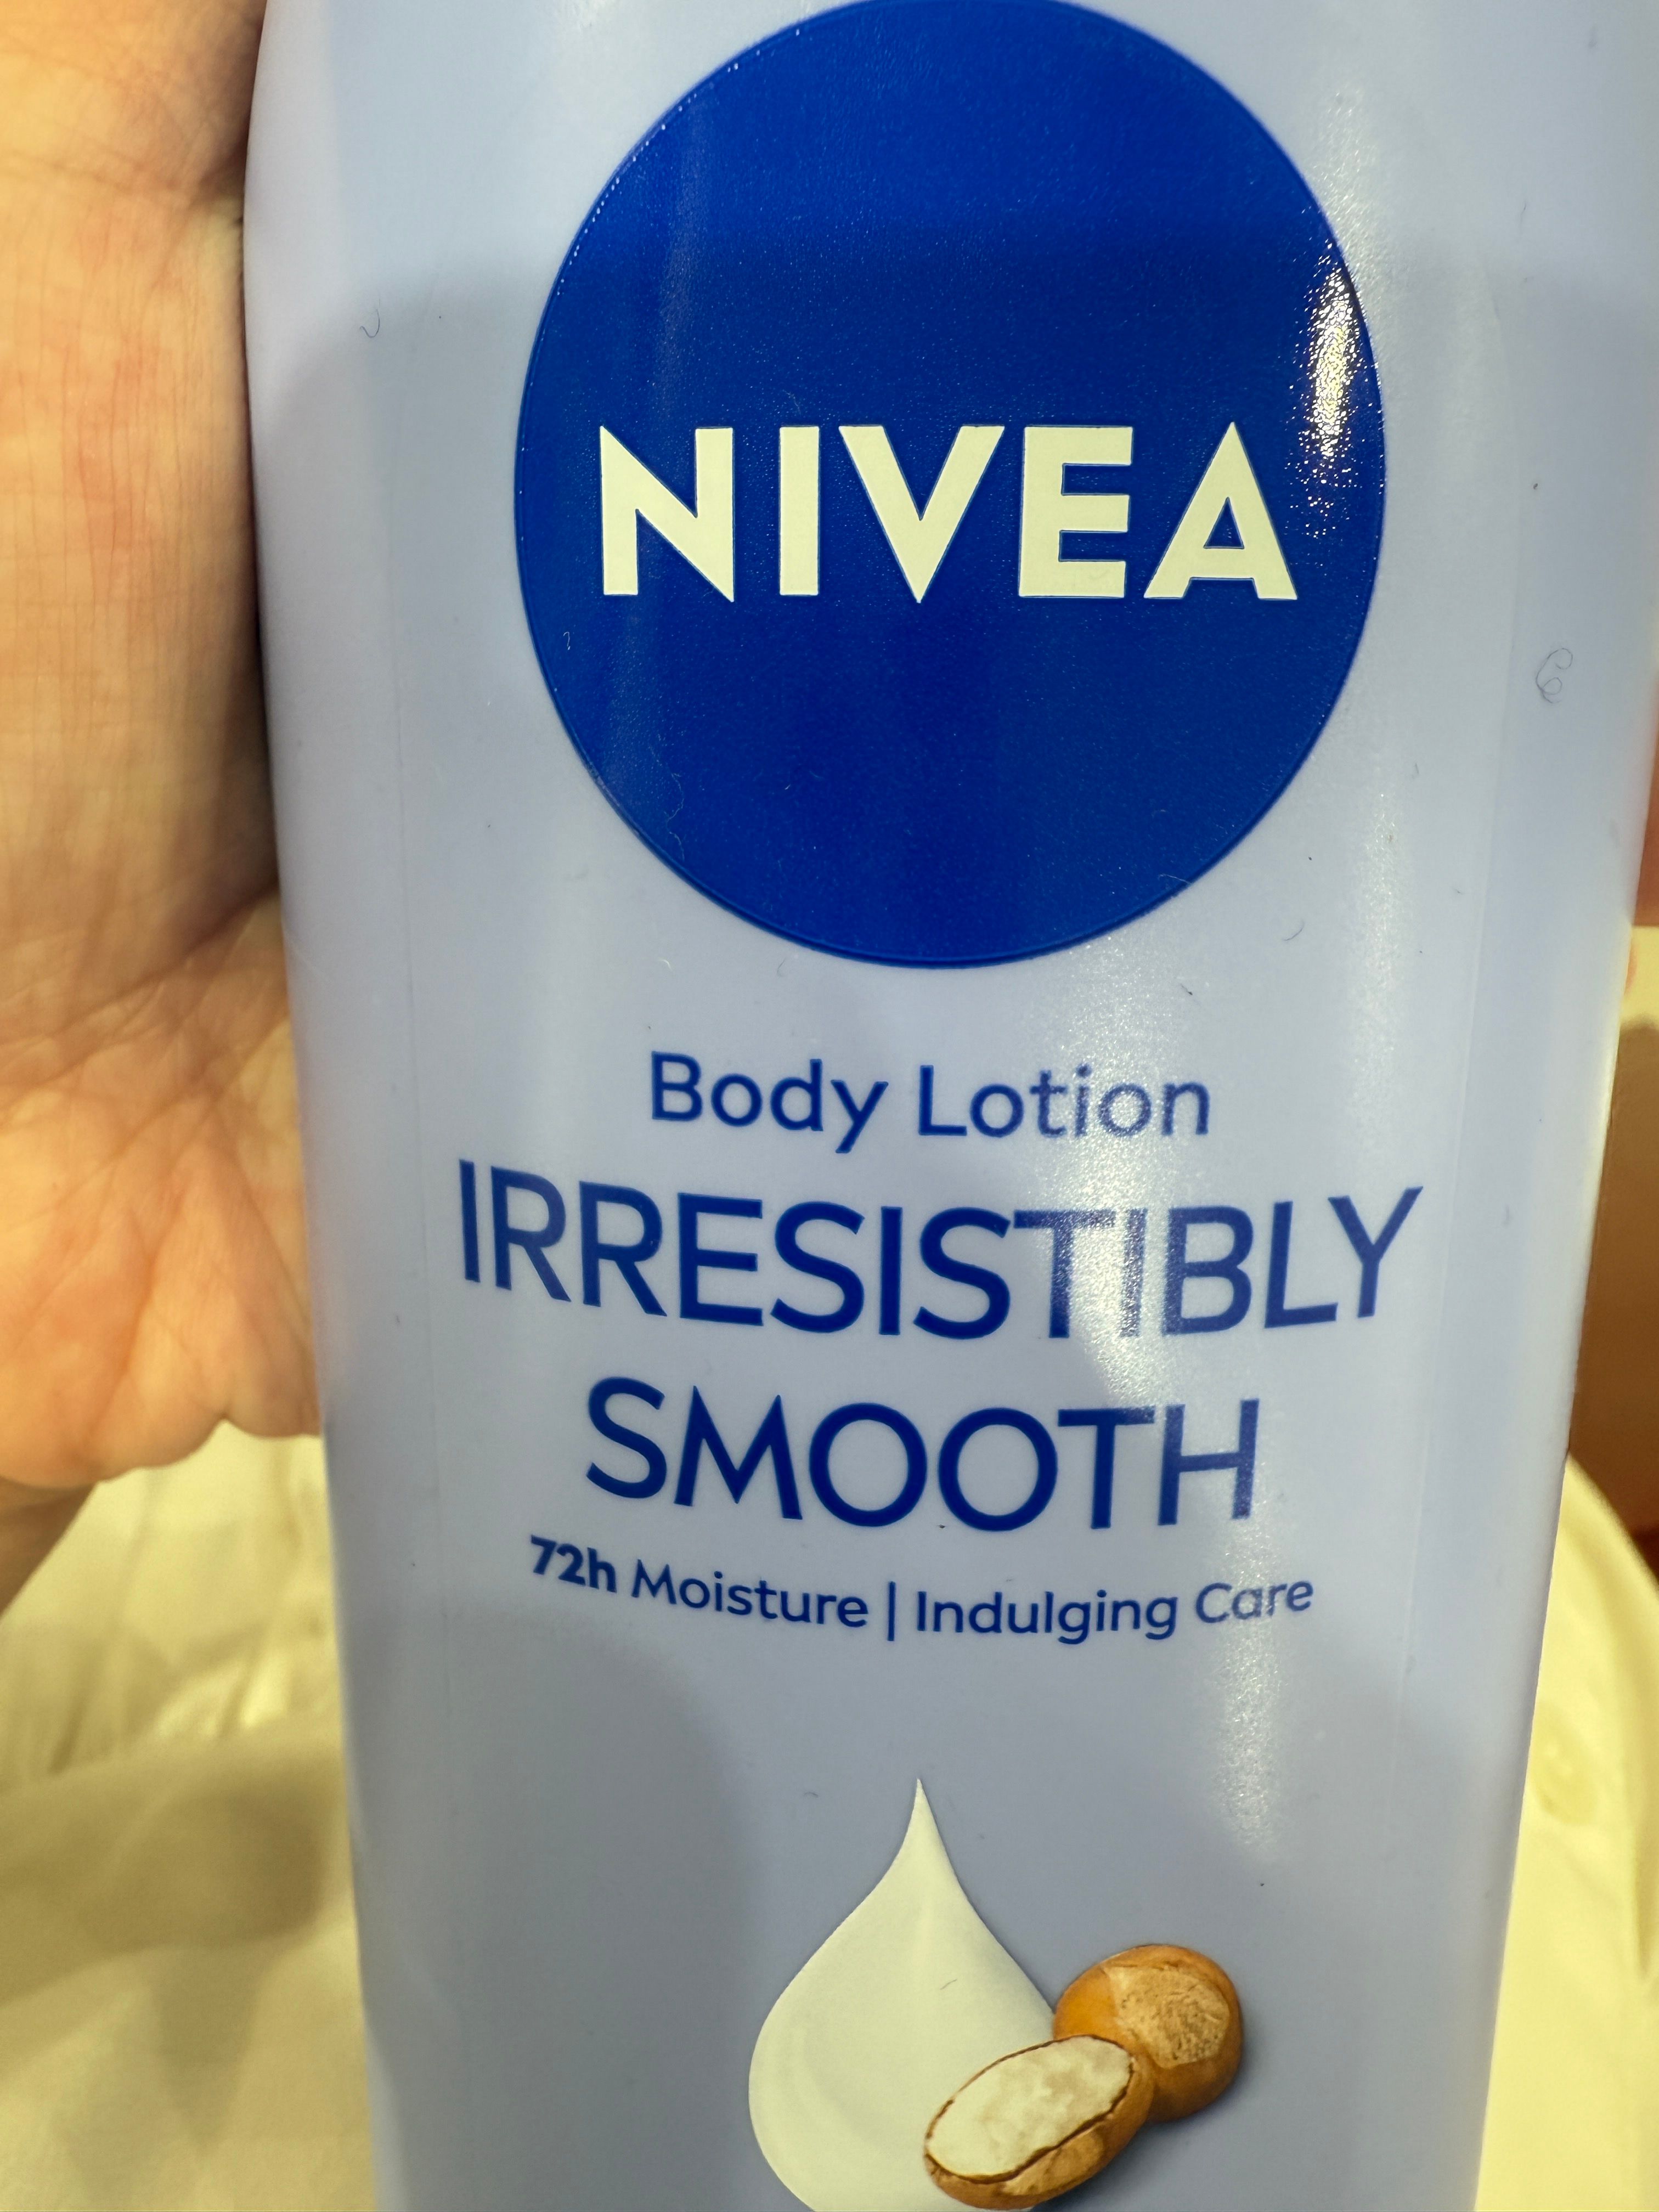 NIVEA
Body Lotion
IRRESISTIBLY
SMOOTH
72h Moisture | Indulging Care